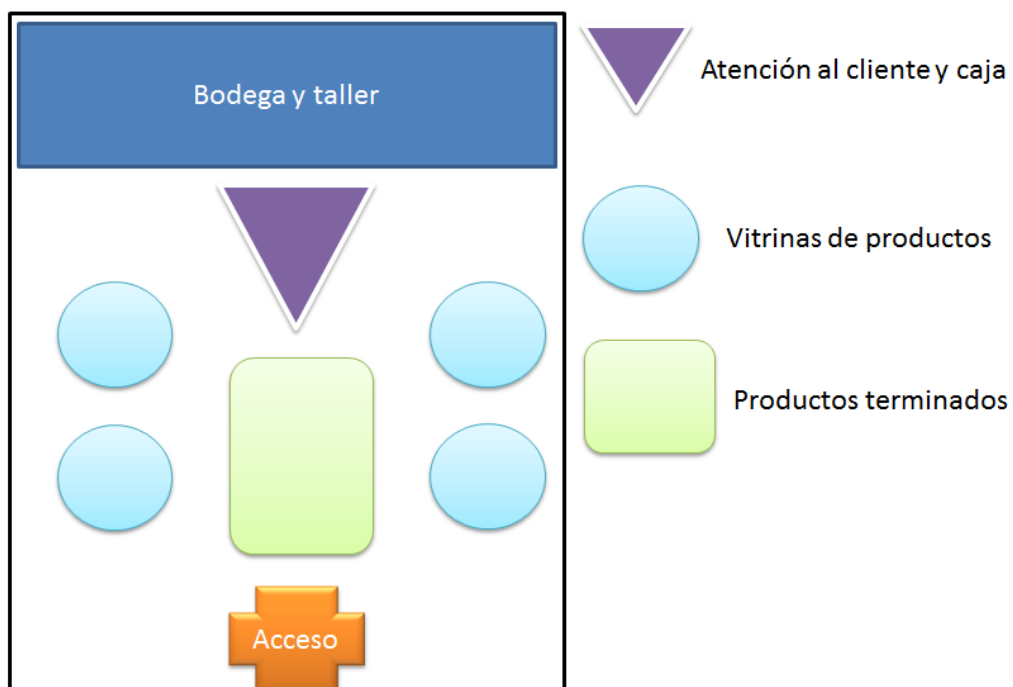 Bodega y taller
Atención al cliente y caja
Vitrinas de productos
Productos terminados
Acceso